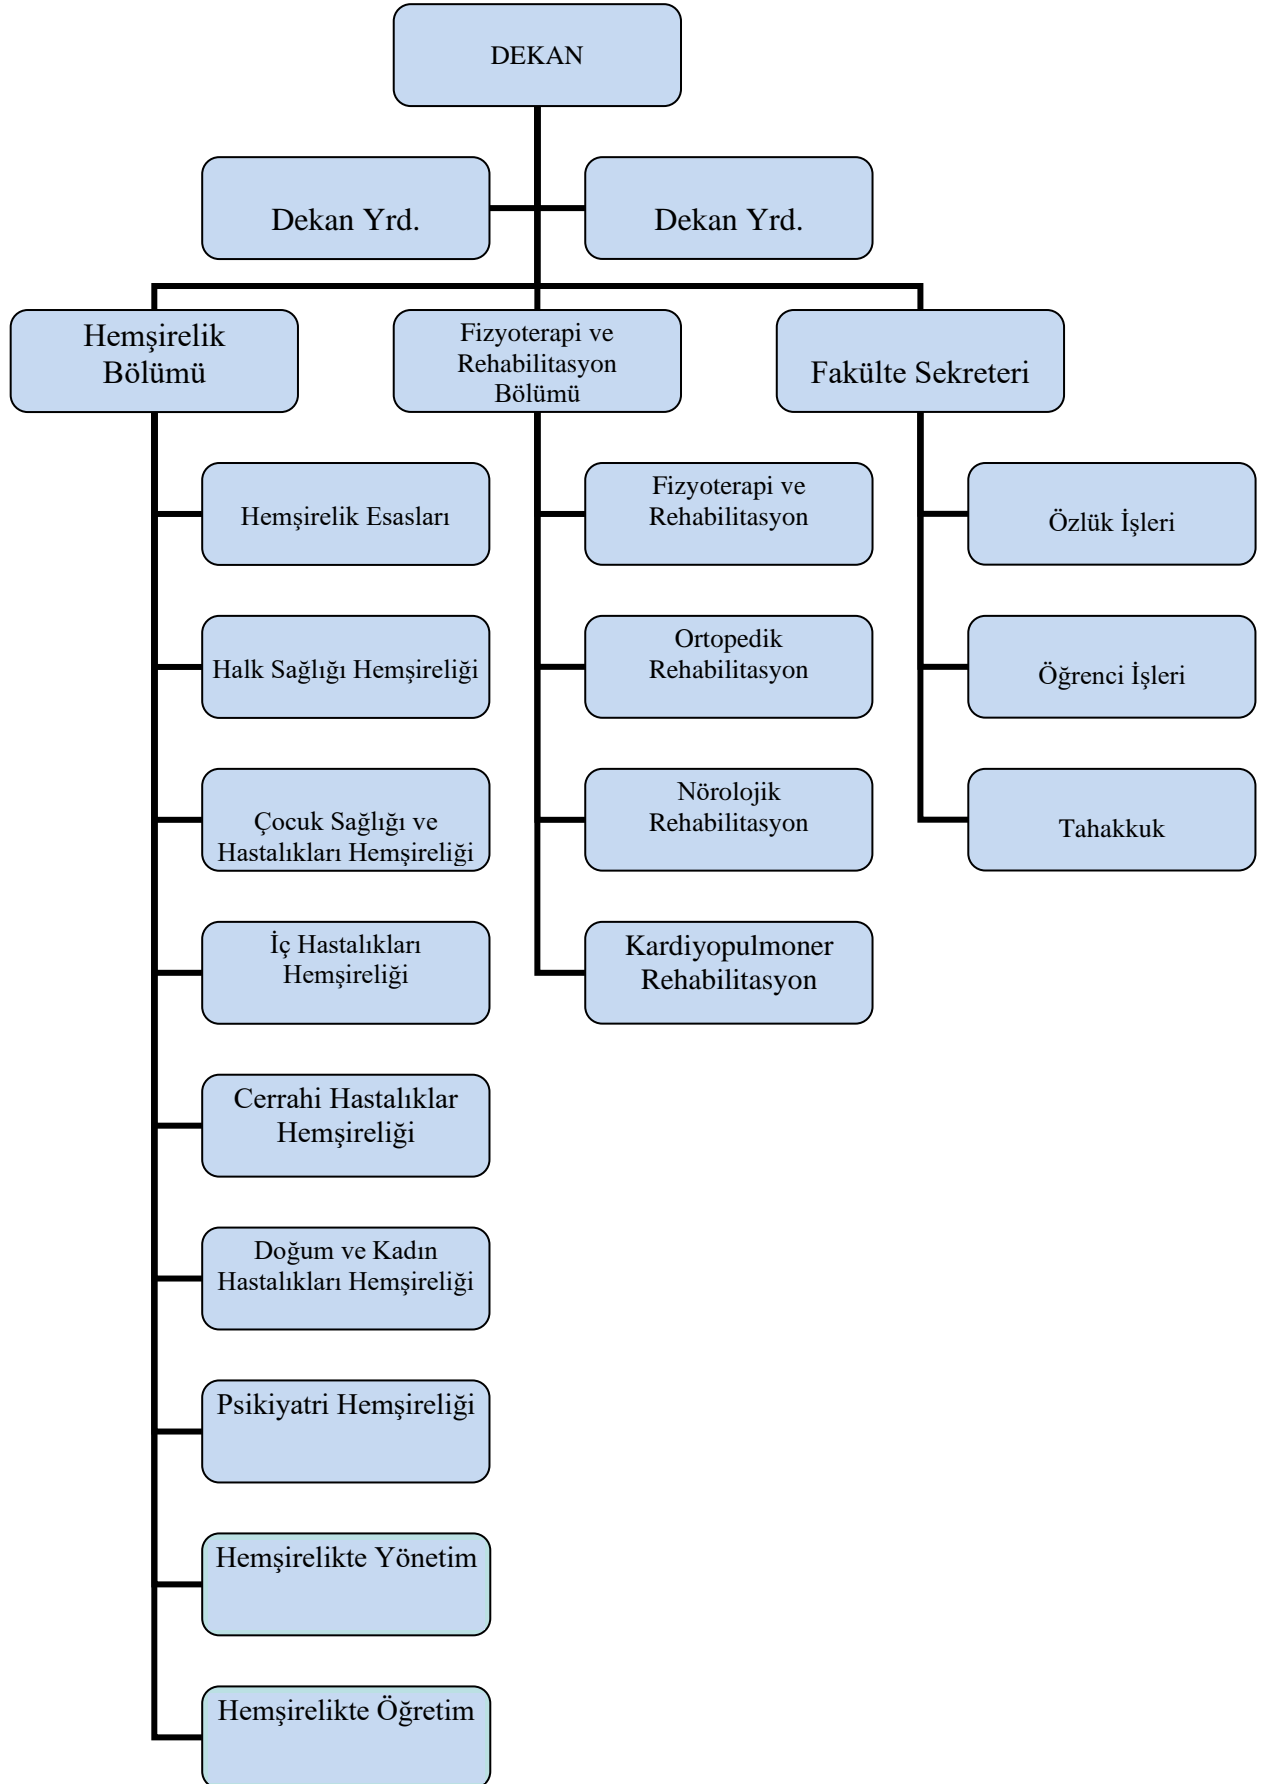 DEKAN
Dekan Yrd.
Dekan Yrd.
Hemşirelik
Bölümü
Fizyoterapi ve
Rehabilitasyon
Bölümü
Fakülte Sekreteri
Hemşirelik Esasları
Fizyoterapi ve
Rehabilitasyon
Özlük İşleri
Halk Sağlığı Hemşireliği
Ortopedik
Rehabilitasyon
Öğrenci İşleri
Çocuk Sağlığı ve
Hastalıkları Hemşireliği
Nörolojik
Rehabilitasyon
Tahakkuk
İç Hastalıkları
Hemşireliği
Kardiyopulmoner
Rehabilitasyon
Cerrahi Hastalıklar
Hemşireliği
Doğum ve Kadın
Hastalıkları Hemşireliği
Psikiyatri Hemşireliği
Hemşirelikte Yönetim
Hemşirelikte Öğretim